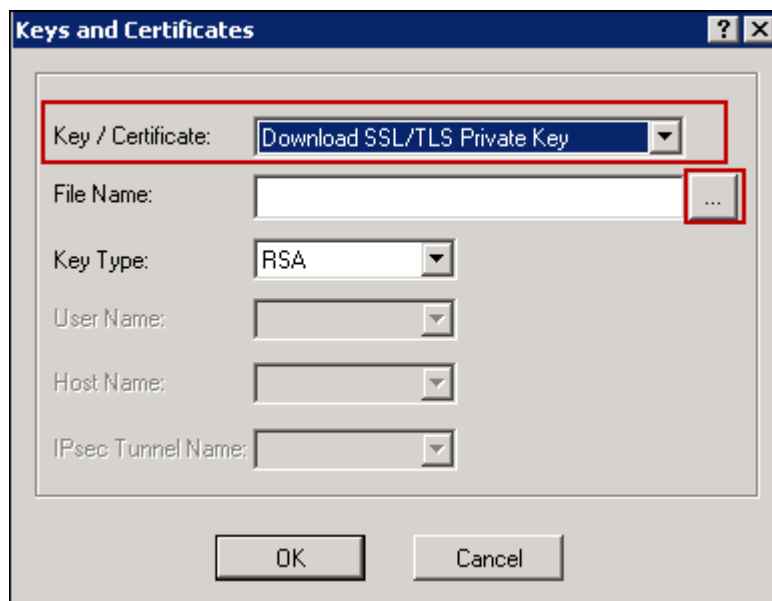 Keys and Certificates
Key / Certificate: Download SSL/TLS Private Key
File Name: ...
Key Type: RSA
User Name:
Host Name:
IPsec Tunnel Name:
OK Cancel